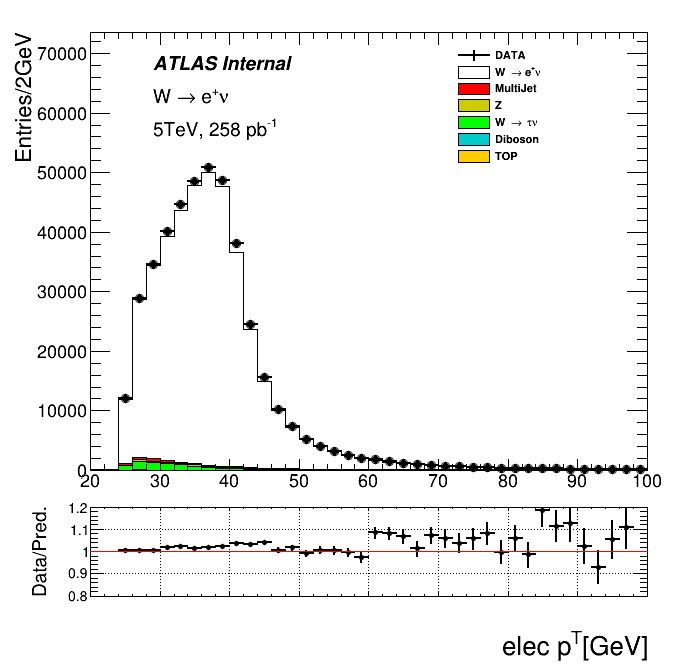 Entries/2GeV
70000
60000
50000
40000
30000
20000
10000
0
ATLAS Internal
W → e⁺ν
5TeV, 258 pb⁻¹
DATA
W → e⁺ν
MultiJet
Z
W → τν
Diboson
TOP
20 30 40 50 60 70 80 90 100
Data/Pred.
1.2
1.1
1
0.9
0.8
elec pᵀ[GeV]